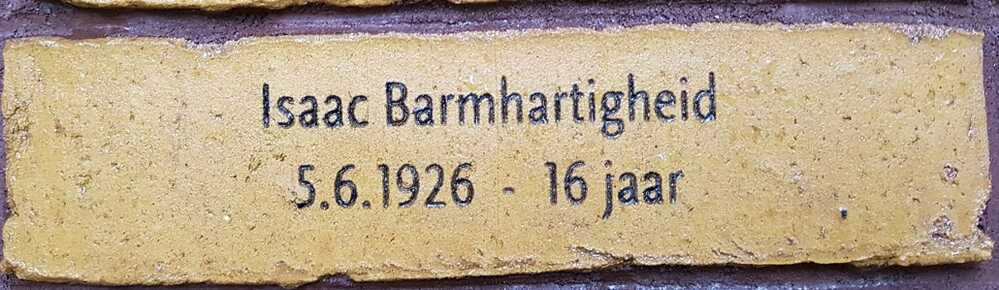 Isaac Barmhartigheid
5.6.1926 - 16 jaar